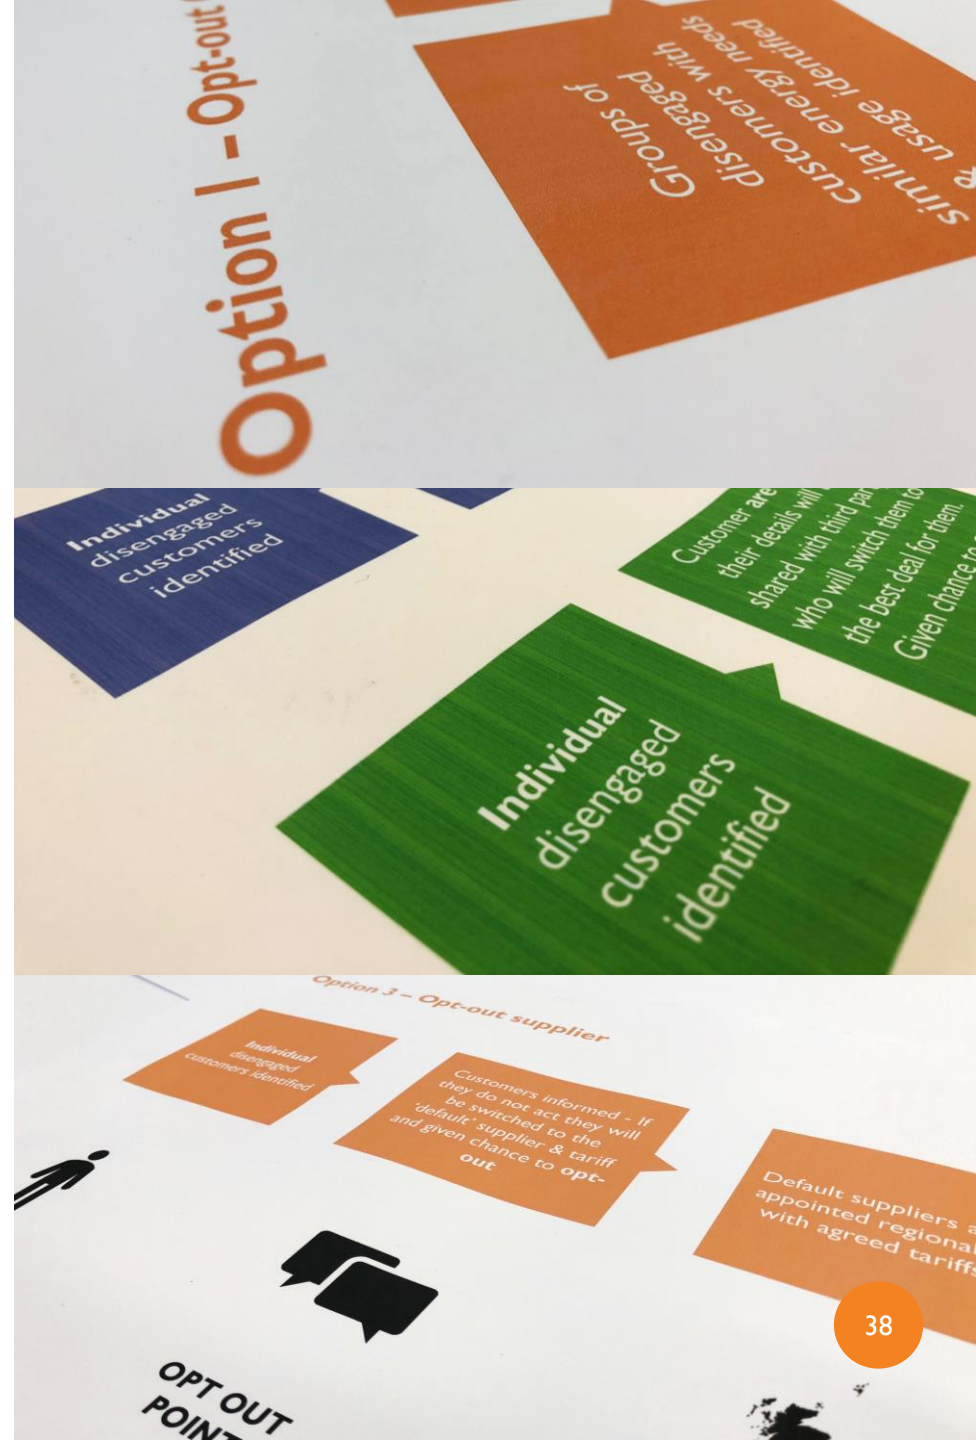 Option 1 – Opt-out
Groups of
disengaged
customers with
similar energy needs
& usage identified
Individual
disengaged
customers
identified
Customer are
their details will
shared with third
who will switch them to
the best deal for them.
Given chance to
Individual
disengaged
customers
identified
Option 3 – Opt-out supplier
Individual
disengaged
customers identified
Customers informed - If
they do not act they will
be switched to the
'default' supplier & tariff
and given chance to opt-
out
Default suppliers
appointed regional
with agreed tariffs
38
OPT OUT
POINT